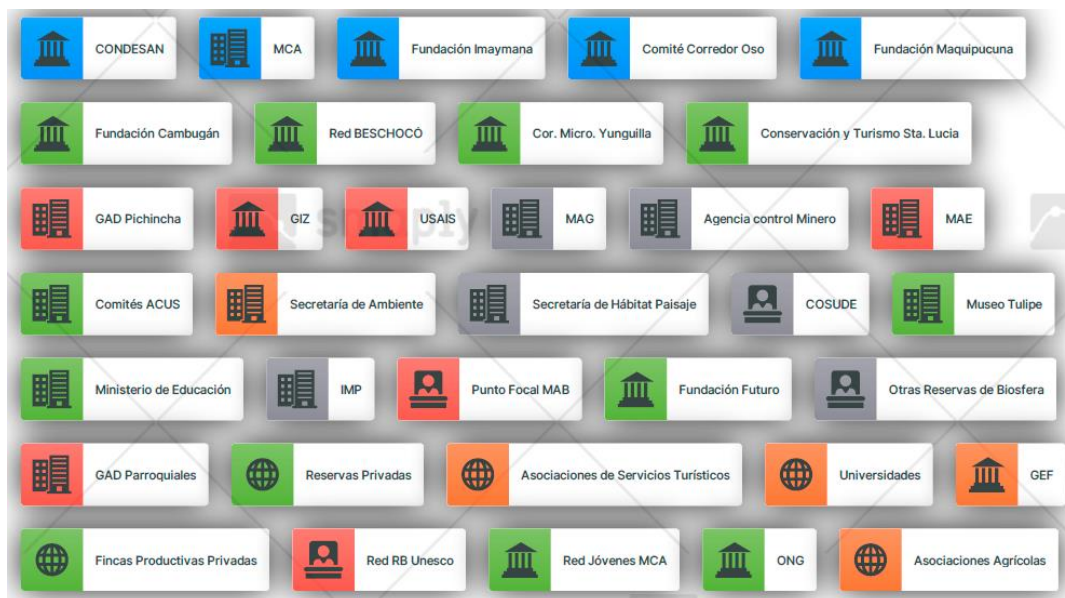 CONDESAN
MCA
Fundación Imaymana
Comité Corredor Oso
Fundación Maquipucuna
Fundación Cambugán
Red BESCHOCÓ
Cor. Micro. Yunguilla
Conservación y Turismo Sta. Lucia
GAD Pichincha
GIZ
USAIS
MAG
Agencia control Minero
MAE
Comités ACUS
Secretaría de Ambiente
Secretaría de Hábitat Paisaje
COSUDE
Museo Tulipe
Ministerio de Educación
IMP
Punto Focal MAB
Fundación Futuro
Otras Reservas de Biosfera
GAD Parroquiales
Reservas Privadas
Asociaciones de Servicios Turísticos
Universidades
GEF
Fincas Productivas Privadas
Red RB Unesco
Red Jóvenes MCA
ONG
Asociaciones Agrícolas